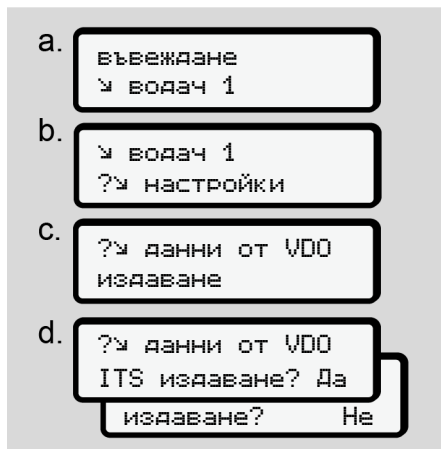 a.
въвеждане
↘ водач 1
b.
↘ водач 1
?↘ настройки
c.
?↘ данни от VDO
издаване
d.
?↘ данни от VDO
ITS издаване? Да
издаване? Не